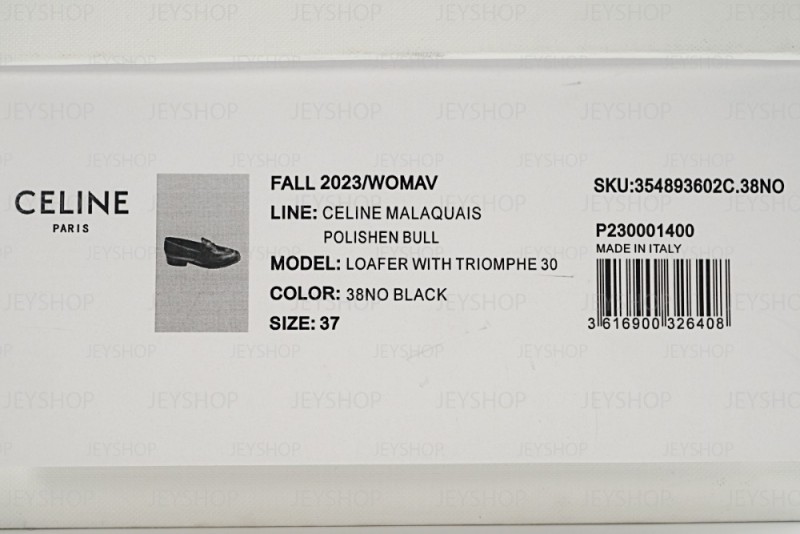 CELINE
PARIS
FALL 2023/WOMAV
LINE: CELINE MALAQUAIS
POLISHEN BULL
MODEL: LOAFER WITH TRIOMPHE 30
COLOR: 38NO BLACK
SIZE: 37
SKU:354893602C.38NO
P230001400
MADE IN ITALY
3 616900 326408
JEYSHOP